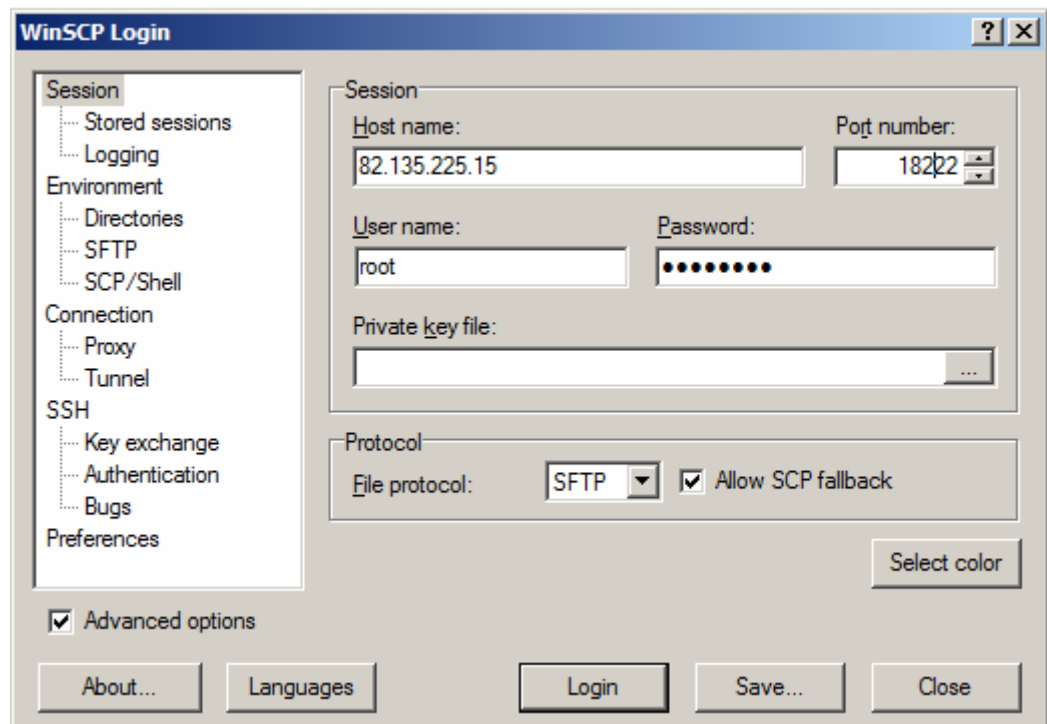 WinSCP Login
Session
Stored sessions
Logging
Environment
Directories
SFTP
SCP/Shell
Connection
Proxy
Tunnel
SSH
Key exchange
Authentication
Bugs
Preferences
Advanced options
Session
Host name:
Port number:
82.135.225.15
18222
User name:
Password:
root
●●●●●●●●
Private key file:
...
Protocol
File protocol:
SFTP
Allow SCP fallback
Select color
About...
Languages
Login
Save...
Close